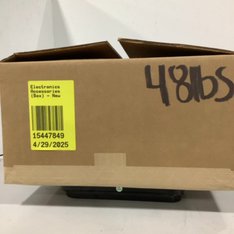 Electronics
Accessories
(Box) - New
15447849
4/29/2025
48lbs